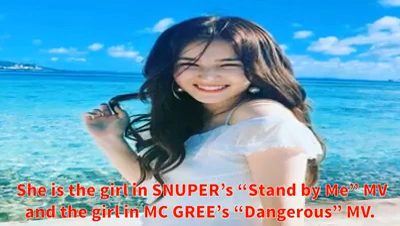 She is the girl in SNUPER’s “Stand by Me” MV
and the girl in MC GREE’s “Dangerous” MV.